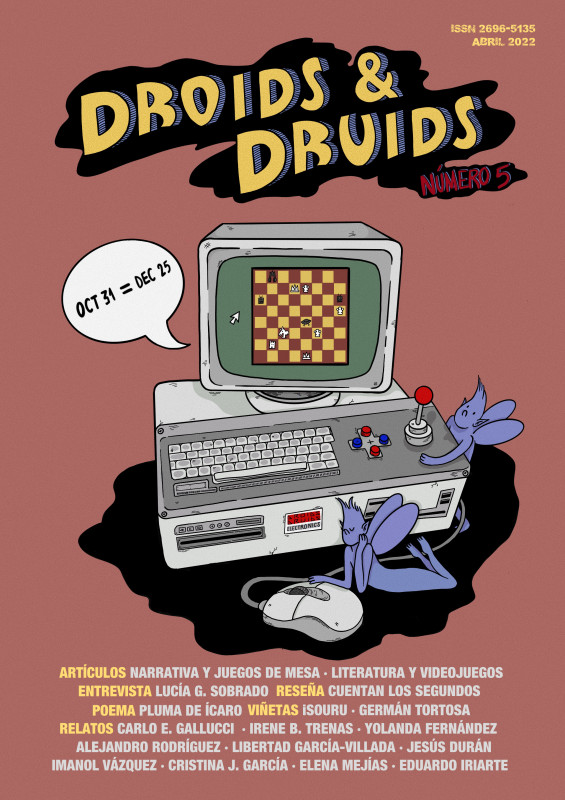 ISSN 2696-5135
ABRIL 2022
DROIDS &
DRUIDS
NÚMERO 5
OCT 31 = DEC 25
ELECTRONICS
ARTÍCULOS NARRATIVA Y JUEGOS DE MESA · LITERATURA Y VIDEOJUEGOS
ENTREVISTA LUCÍA G. SOBRADO RESEÑA CUENTAN LOS SEGUNDOS
POEMA PLUMA DE ÍCARO VIÑETAS iSOURU · GERMÁN TORTOSA
RELATOS CARLO E. GALLUCCI · IRENE B. TRENAS · YOLANDA FERNÁNDEZ
ALEJANDRO RODRÍGUEZ · LIBERTAD GARCÍA-VILLADA · JESÚS DURÁN
IMANOL VÁZQUEZ · CRISTINA J. GARCÍA · ELENA MEJÍAS · EDUARDO IRIARTE